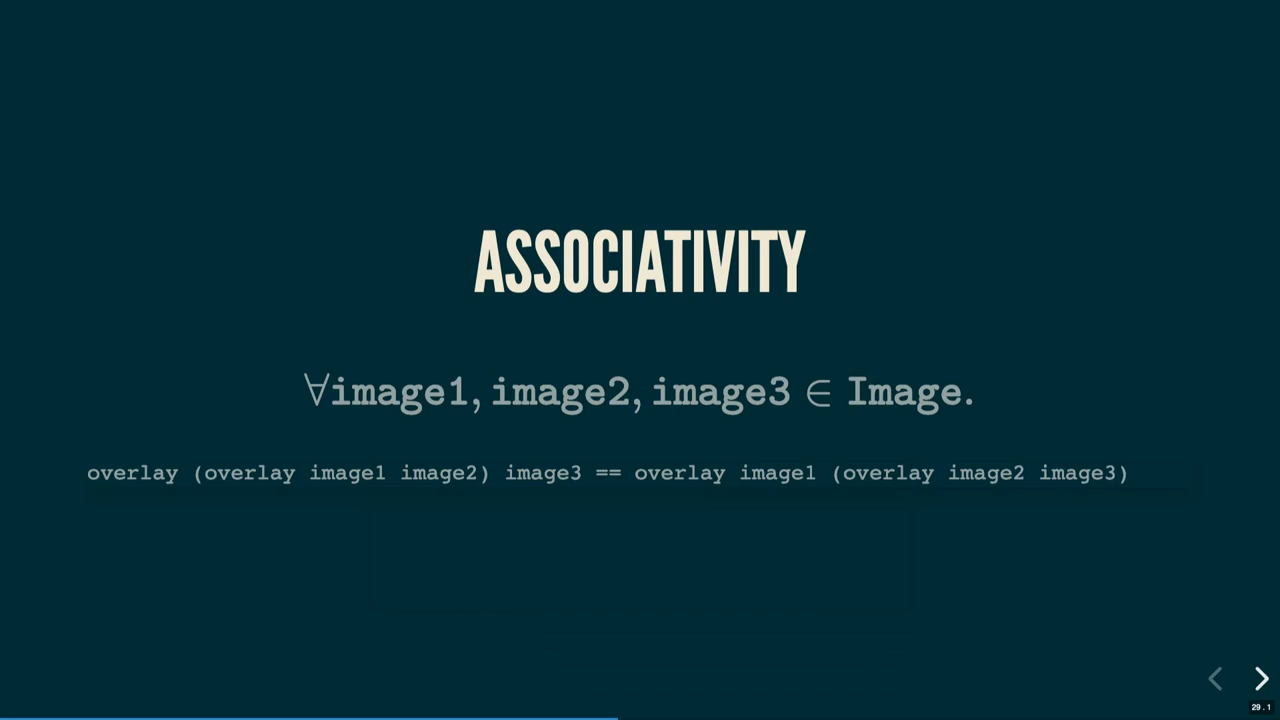 ASSOCIATIVITY
∀image1, image2, image3 ∈ Image.
overlay (overlay image1 image2) image3 == overlay image1 (overlay image2 image3)
29.1